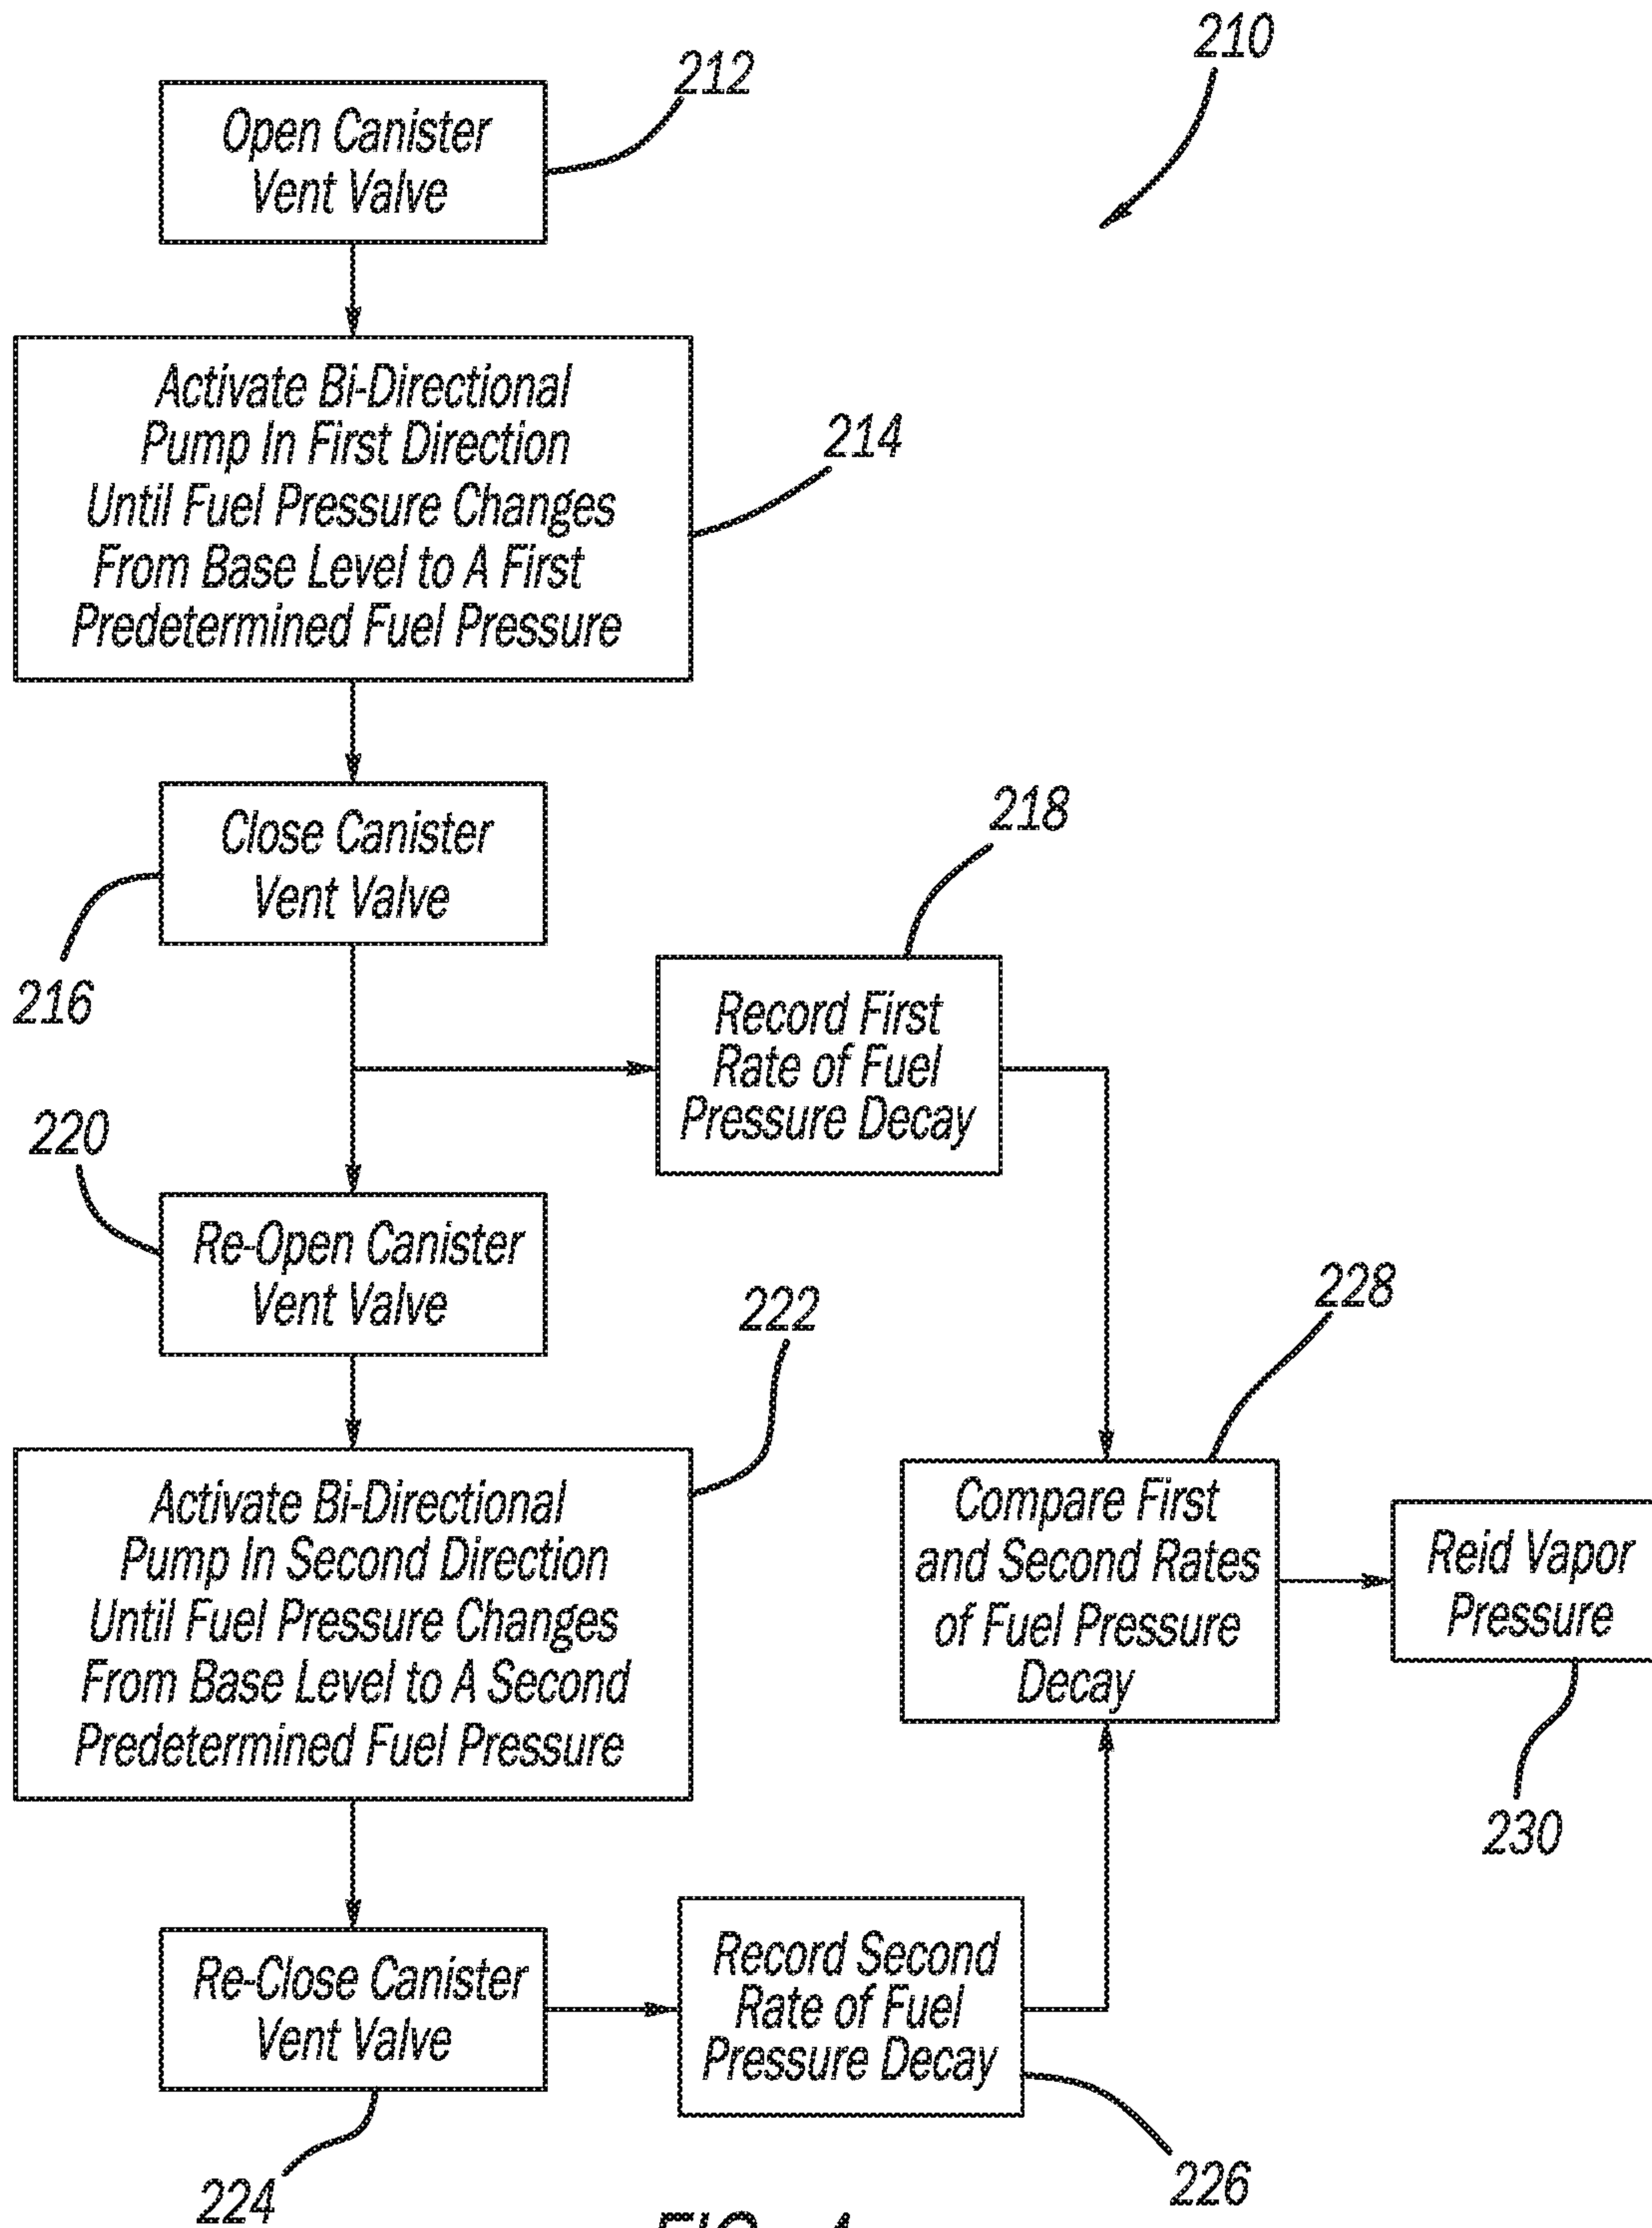 210
212
Open Canister
Vent Valve
Activate Bi-Directional
Pump In First Direction
Until Fuel Pressure Changes
From Base Level to A First
Predetermined Fuel Pressure
214
Close Canister
Vent Valve
216
218
Record First
Rate of Fuel
Pressure Decay
220
Re-Open Canister
Vent Valve
222
Activate Bi-Directional
Pump In Second Direction
Until Fuel Pressure Changes
From Base Level to A Second
Predetermined Fuel Pressure
228
Compare First
and Second Rates
of Fuel Pressure
Decay
Reid Vapor
Pressure
230
Re-Close Canister
Vent Valve
224
Record Second
Rate of Fuel
Pressure Decay
226